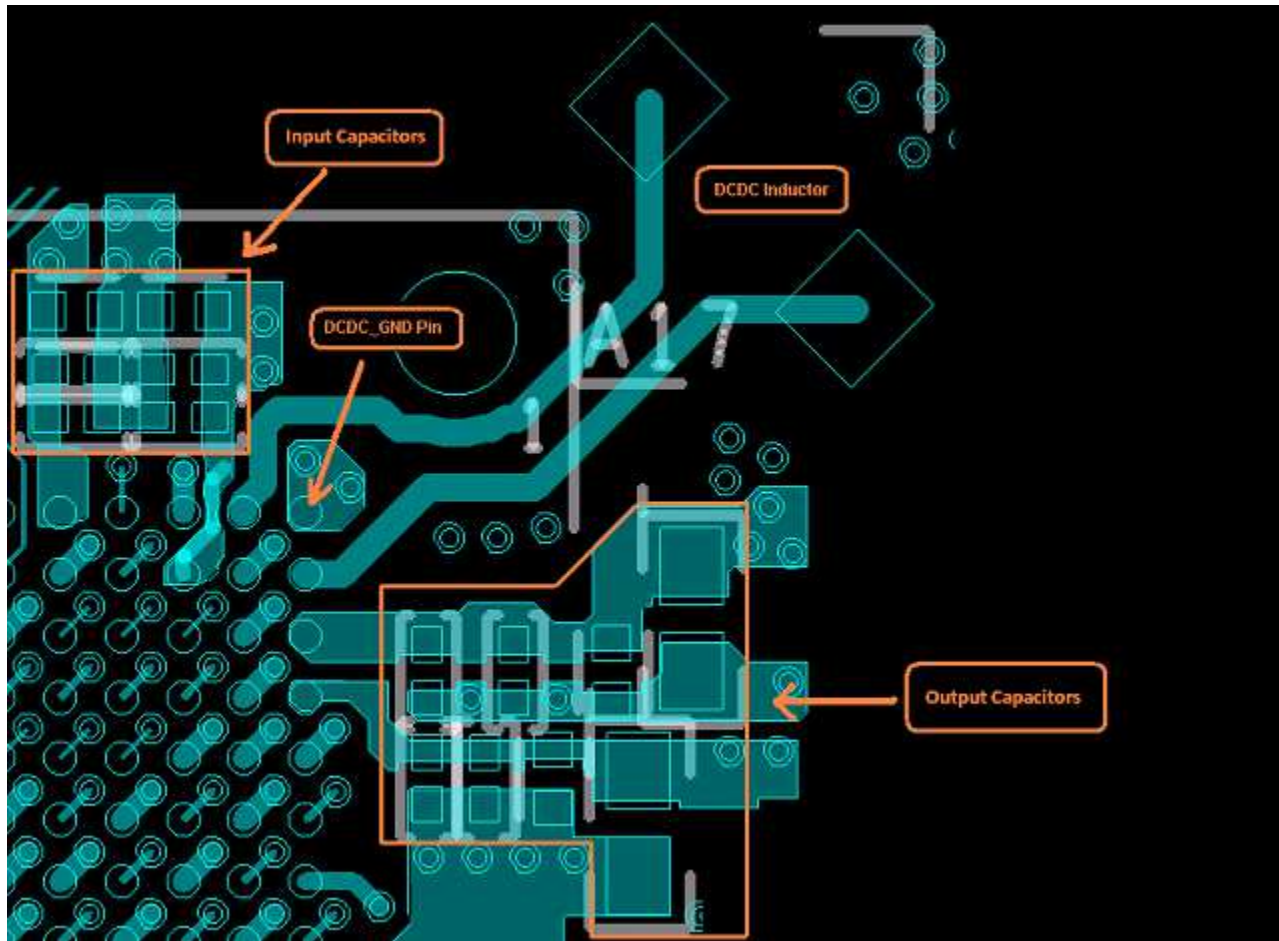 Input Capacitors
DCDC Inductor
DCDC_GND Pin
A17
1
Output Capacitors